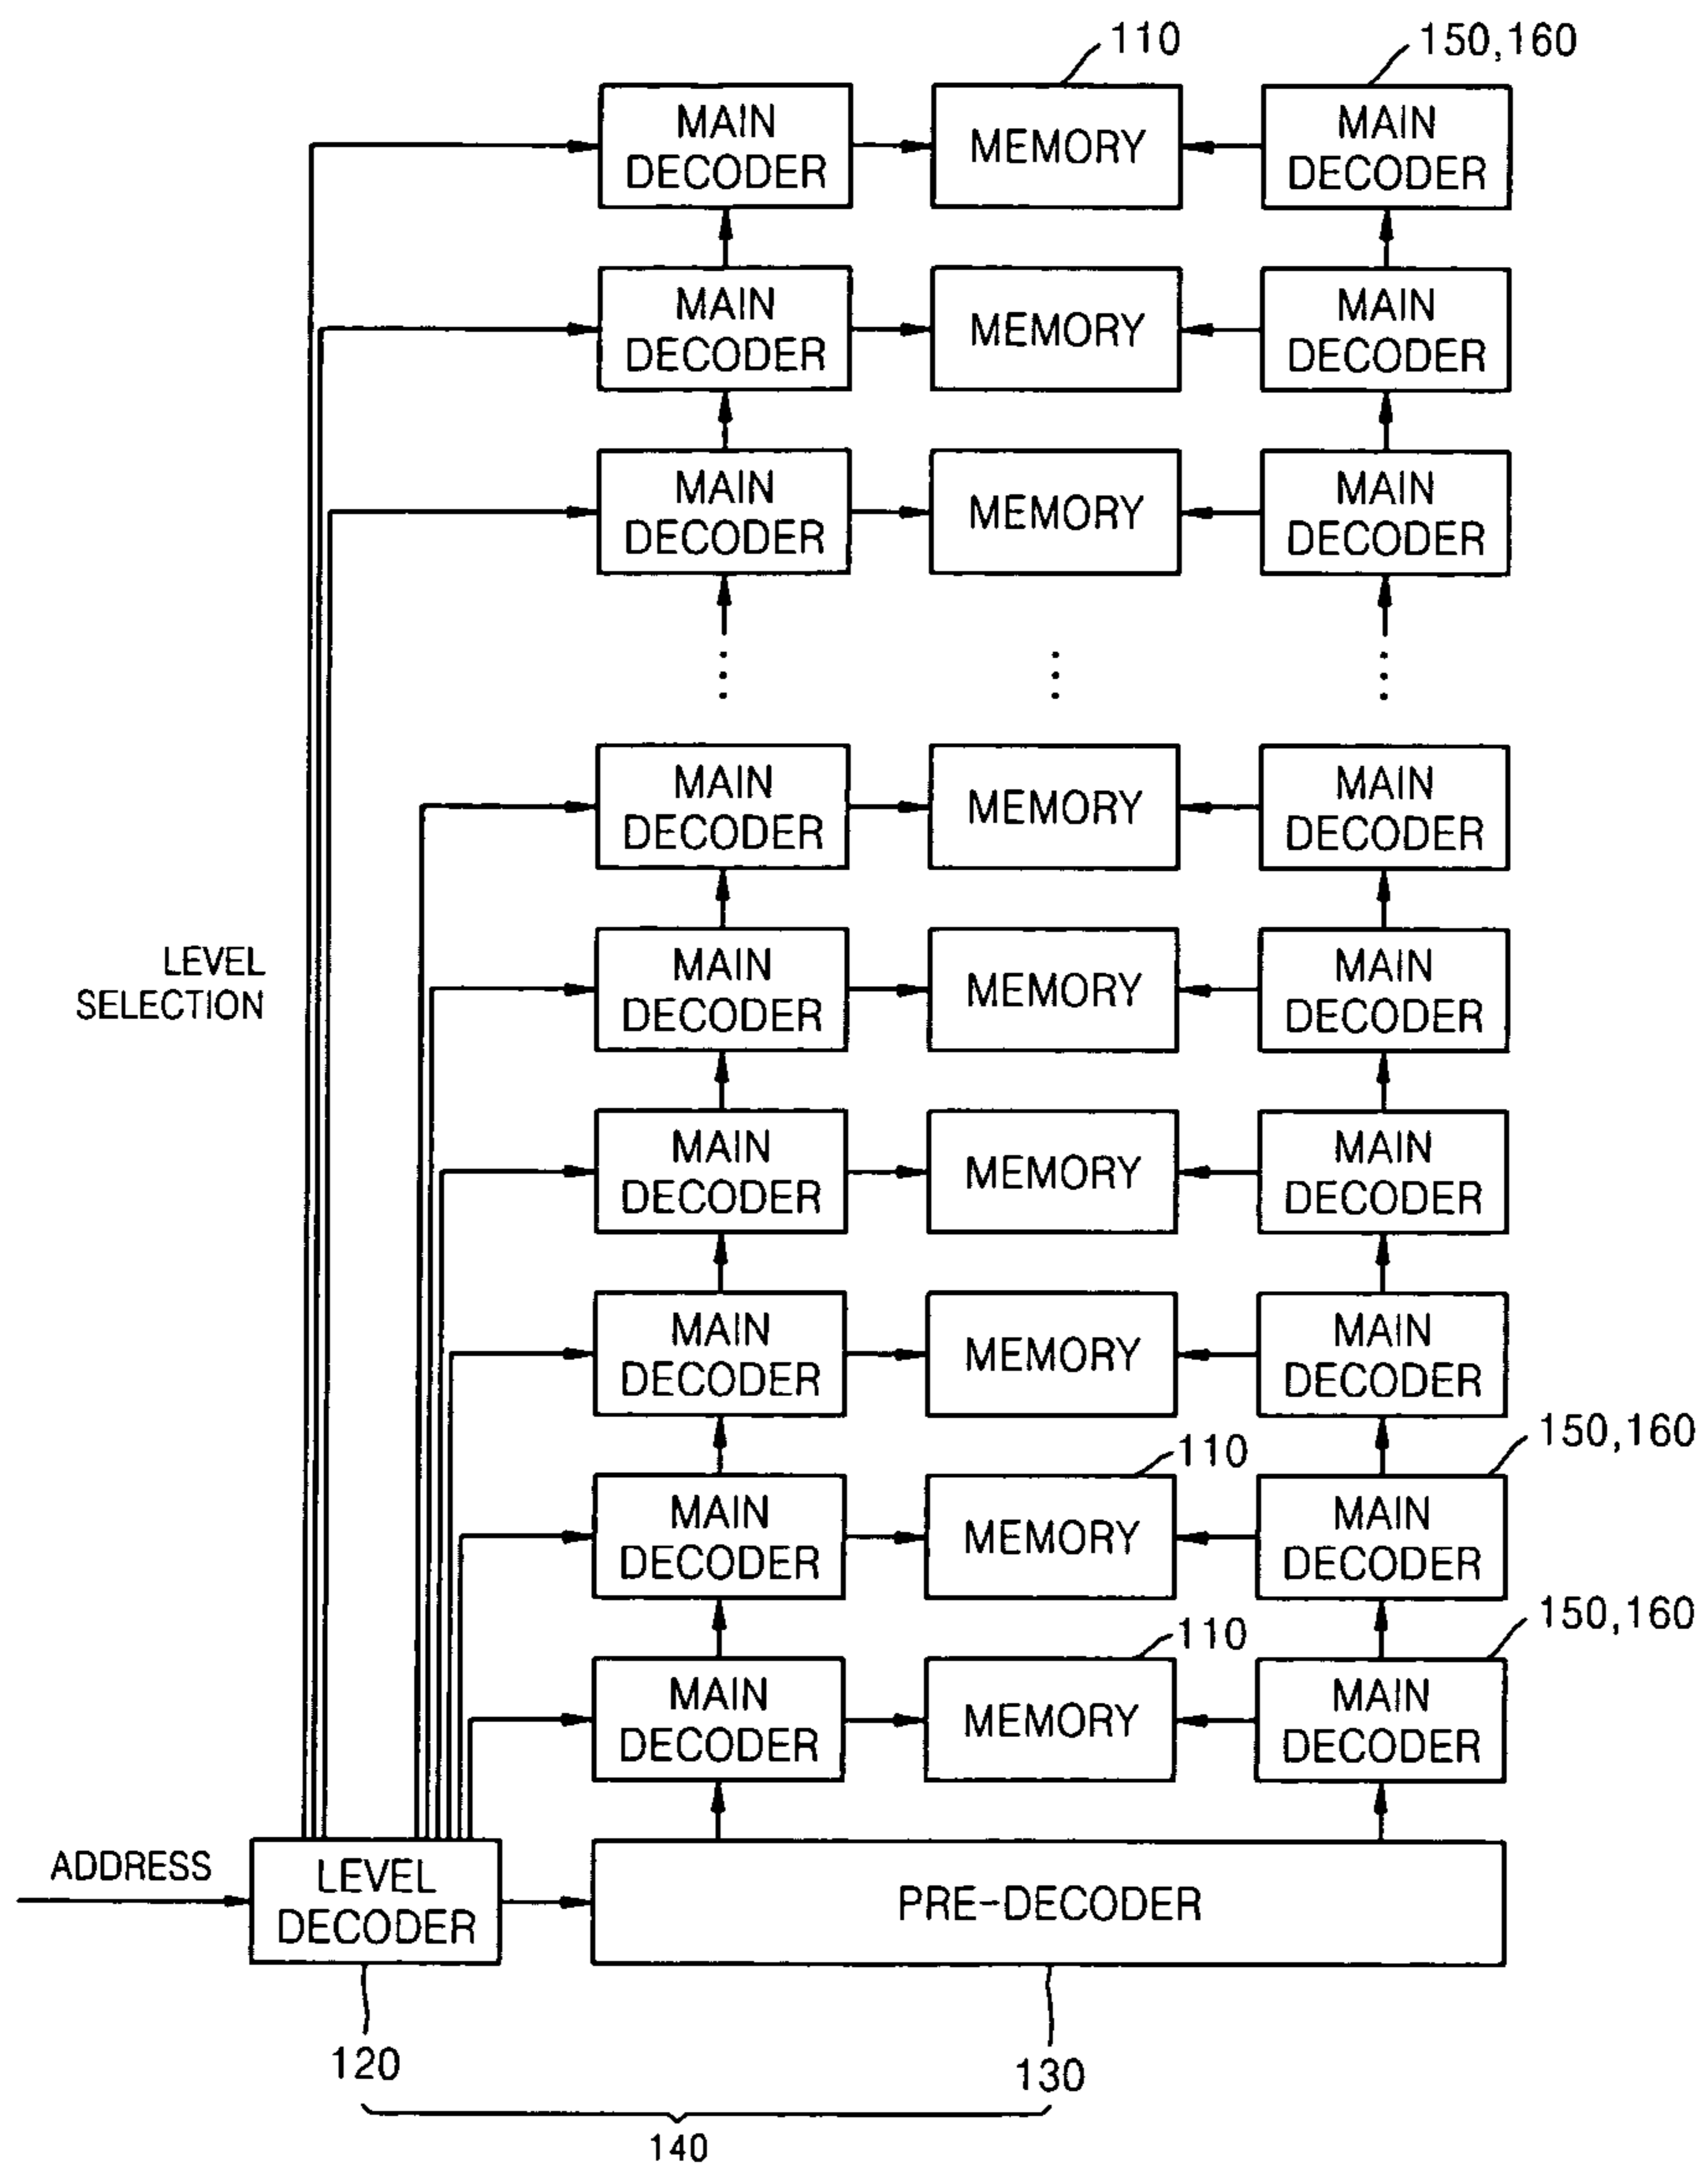 110
150,160
MAIN
DECODER
MEMORY
MAIN
DECODER
MAIN
DECODER
MEMORY
MAIN
DECODER
MAIN
DECODER
MEMORY
MAIN
DECODER
MAIN
DECODER
MEMORY
MAIN
DECODER
LEVEL
SELECTION
MAIN
DECODER
MEMORY
MAIN
DECODER
MAIN
DECODER
MEMORY
MAIN
DECODER
MAIN
DECODER
MEMORY
MAIN
DECODER
110
150,160
MAIN
DECODER
MEMORY
MAIN
DECODER
110
150,160
MAIN
DECODER
MEMORY
MAIN
DECODER
ADDRESS
LEVEL
DECODER
PRE-DECODER
120
130
140